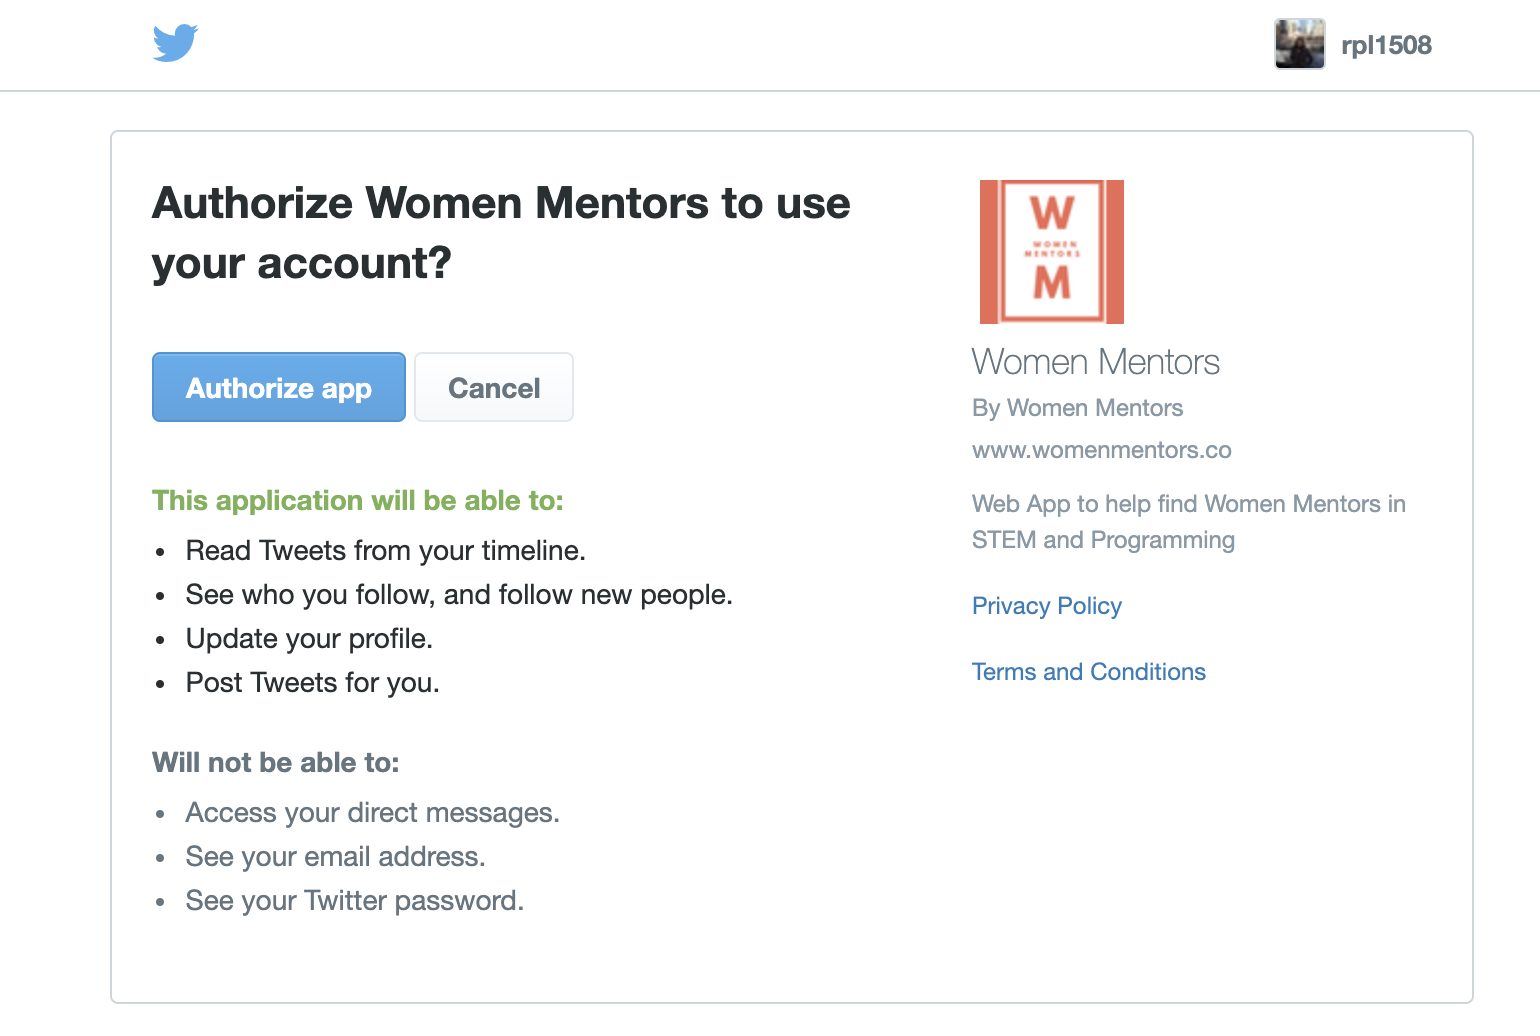 rpl1508
Authorize Women Mentors to use
your account?
Authorize app
Cancel
This application will be able to:
• Read Tweets from your timeline.
• See who you follow, and follow new people.
• Update your profile.
• Post Tweets for you.
Will not be able to:
• Access your direct messages.
• See your email address.
• See your Twitter password.
W
WOMEN
MENTORS
M
Women Mentors
By Women Mentors
www.womenmentors.co
Web App to help find Women Mentors in
STEM and Programming
Privacy Policy
Terms and Conditions